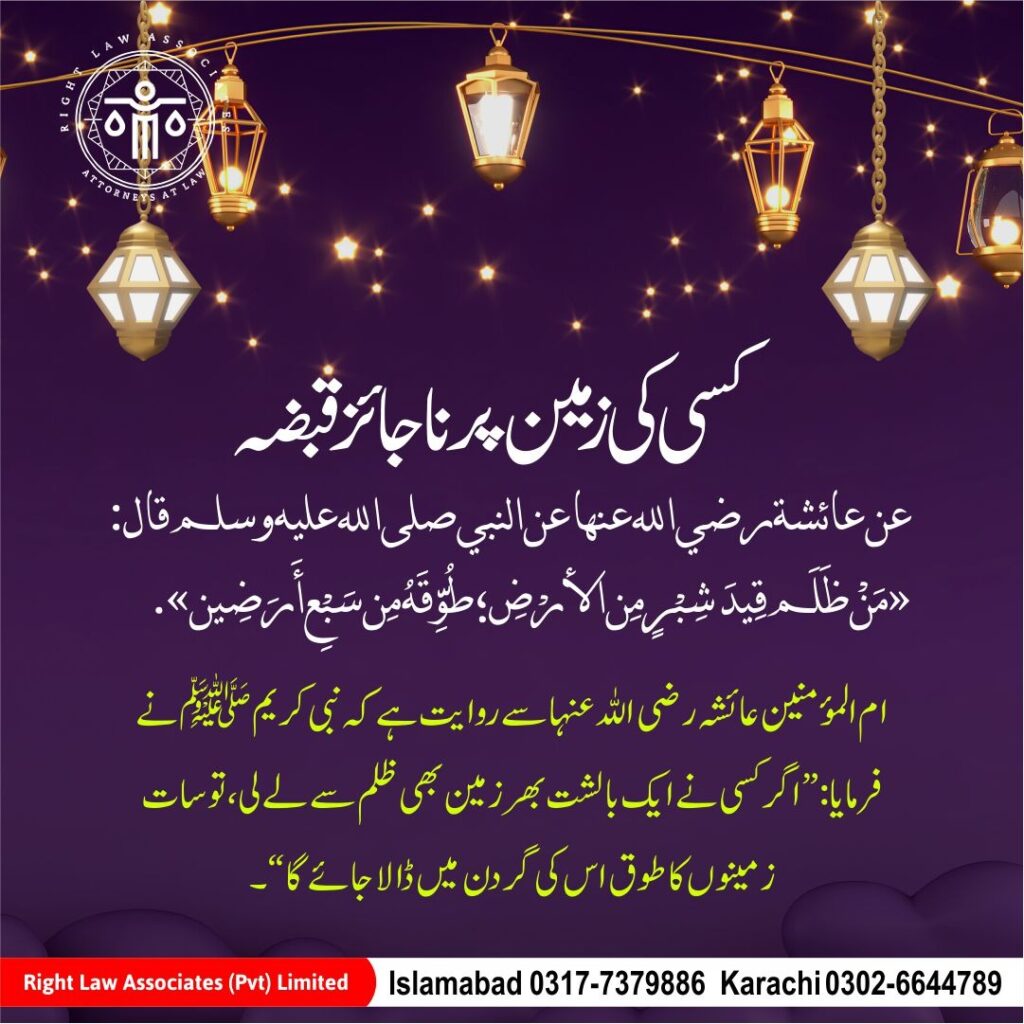 RIGHT LAW ASSOCIATES
ATTORNEYS AT LAW
کسی کی زمین پر ناجائز قبضہ
عن عائشة رضي الله عنها عن النبي صلى الله عليه وسلم قال:
«مَنْ ظَلَمَ قِيدَ شِبْرٍ مِن الأرْضِ؛ طُوِّقَهُ مِن سَبْعِ أَرَضِين».
ام المؤمنین عائشہ رضی اللہ عنہا سے روایت ہے کہ نبی کریم ﷺ نے
فرمایا: ”اگر کسی نے ایک بالشت بھر زمین بھی ظلم سے لے لی، تو سات
زمینوں کا طوق اس کی گردن میں ڈالا جائے گا“۔
Right Law Associates (Pvt) Limited Islamabad 0317-7379886 Karachi 0302-6644789